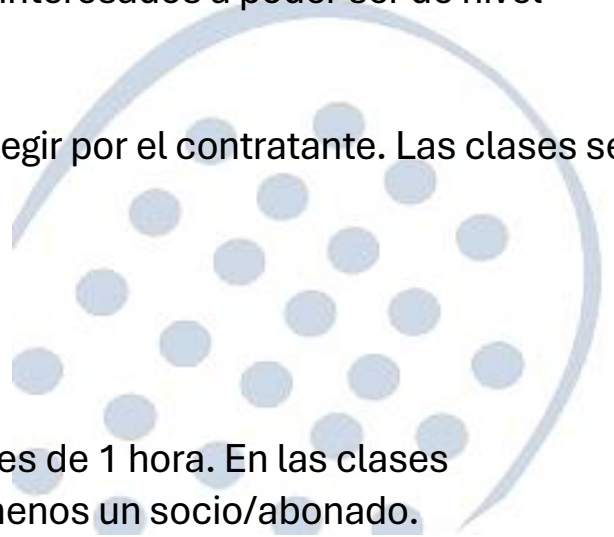 interesados a poder ser de nivel
egir por el contratante. Las clases se
es de 1 hora. En las clases
menos un socio/abonado.